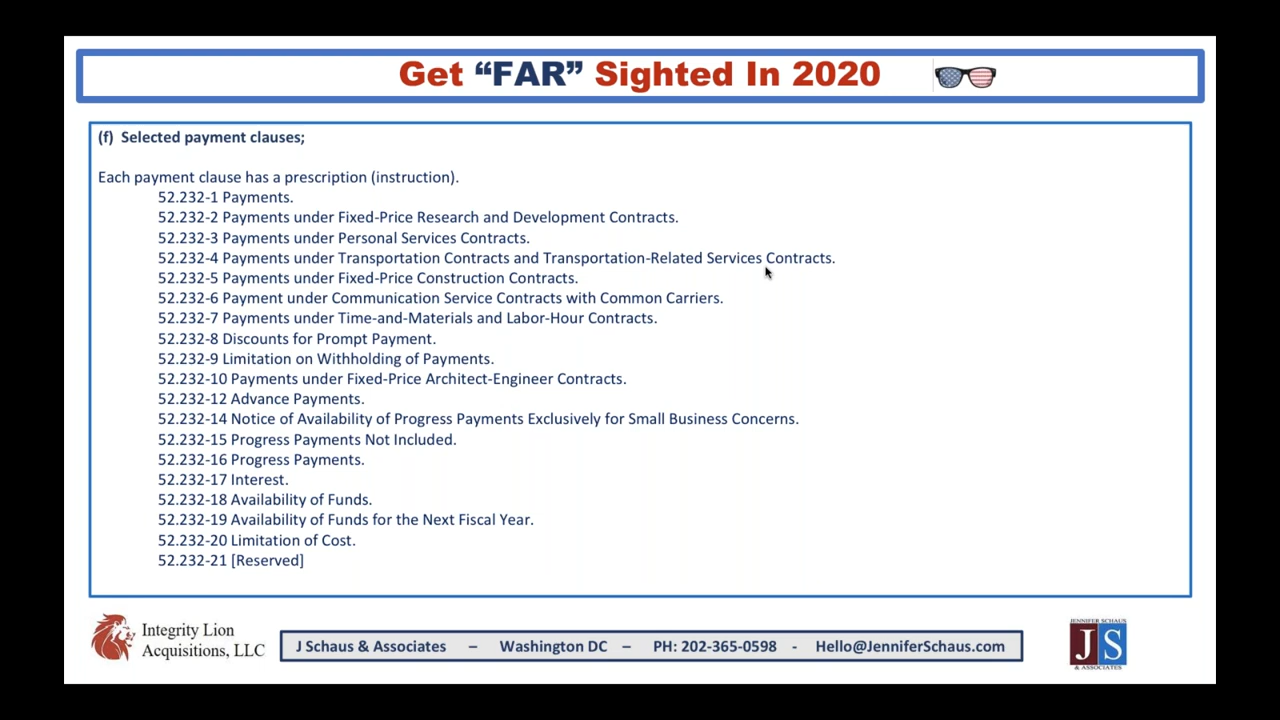 Get “FAR” Sighted In 2020
(f) Selected payment clauses;
Each payment clause has a prescription (instruction).
52.232-1 Payments.
52.232-2 Payments under Fixed-Price Research and Development Contracts.
52.232-3 Payments under Personal Services Contracts.
52.232-4 Payments under Transportation Contracts and Transportation-Related Services Contracts.
52.232-5 Payments under Fixed-Price Construction Contracts.
52.232-6 Payment under Communication Service Contracts with Common Carriers.
52.232-7 Payments under Time-and-Materials and Labor-Hour Contracts.
52.232-8 Discounts for Prompt Payment.
52.232-9 Limitation on Withholding of Payments.
52.232-10 Payments under Fixed-Price Architect-Engineer Contracts.
52.232-12 Advance Payments.
52.232-14 Notice of Availability of Progress Payments Exclusively for Small Business Concerns.
52.232-15 Progress Payments Not Included.
52.232-16 Progress Payments.
52.232-17 Interest.
52.232-18 Availability of Funds.
52.232-19 Availability of Funds for the Next Fiscal Year.
52.232-20 Limitation of Cost.
52.232-21 [Reserved]
Integrity Lion
Acquisitions, LLC
J Schaus & Associates – Washington DC – PH: 202-365-0598 - Hello@JenniferSchaus.com
JENNIFER SCHAUS
JS
& ASSOCIATES